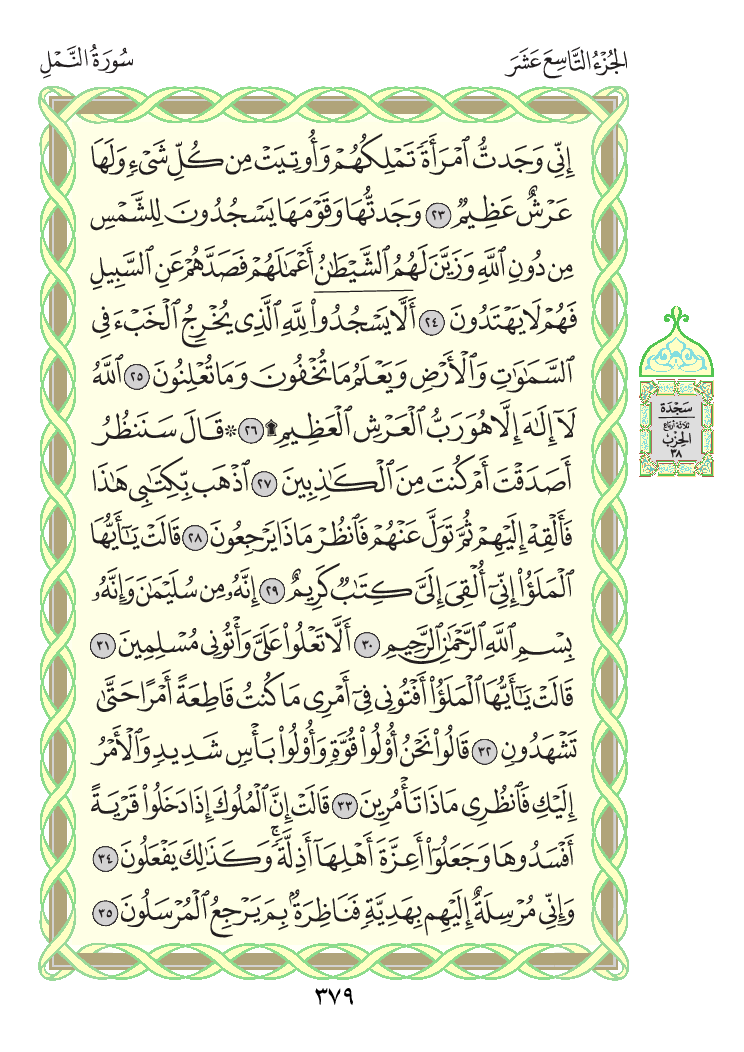 الجُزْءُ التَّاسِعَ عَشَرَ
سُورَةُ النَّمْلِ
إِنِّي وَجَدتُّ ٱمْرَأَةً تَمْلِكُهُمْ وَأُوتِيَتْ مِن كُلِّ شَيْءٍ وَلَهَا
عَرْشٌ عَظِيمٌ ٢٣ وَجَدتُّهَا وَقَوْمَهَا يَسْجُدُونَ لِلشَّمْسِ
مِن دُونِ ٱللَّهِ وَزَيَّنَ لَهُمُ ٱلشَّيْطَٰنُ أَعْمَٰلَهُمْ فَصَدَّهُمْ عَنِ ٱلسَّبِيلِ
فَهُمْ لَا يَهْتَدُونَ ٢٤ أَلَّا يَسْجُدُوا۟ لِلَّهِ ٱلَّذِي يُخْرِجُ ٱلْخَبْءَ فِي
ٱلسَّمَٰوَٰتِ وَٱلْأَرْضِ وَيَعْلَمُ مَا تُخْفُونَ وَمَا تُعْلِنُونَ ٢٥ ٱللَّهُ
لَآ إِلَٰهَ إِلَّا هُوَ رَبُّ ٱلْعَرْشِ ٱلْعَظِيمِ ۩ ٢٦ * قَالَ سَنَنظُرُ
أَصَدَقْتَ أَمْ كُنتَ مِنَ ٱلْكَٰذِبِينَ ٢٧ ٱذْهَب بِّكِتَٰبِي هَٰذَا
فَأَلْقِهْ إِلَيْهِمْ ثُمَّ تَوَلَّ عَنْهُمْ فَٱنظُرْ مَاذَا يَرْجِعُونَ ٢٨ قَالَتْ يَٰٓأَيُّهَا
ٱلْمَلَؤُا۟ إِنِّيٓ أُلْقِيَ إِلَيَّ كِتَٰبٌ كَرِيمٌ ٢٩ إِنَّهُۥ مِن سُلَيْمَٰنَ وَإِنَّهُۥ
بِسْمِ ٱللَّهِ ٱلرَّحْمَٰنِ ٱلرَّحِيمِ ٣٠ أَلَّا تَعْلُوا۟ عَلَيَّ وَأْتُونِي مُسْلِمِينَ ٣١
قَالَتْ يَٰٓأَيُّهَا ٱلْمَلَؤُا۟ أَفْتُونِي فِيٓ أَمْرِي مَا كُنتُ قَاطِعَةً أَمْرًا حَتَّىٰ
تَشْهَدُونِ ٣٢ قَالُوا۟ نَحْنُ أُو۟لُوا۟ قُوَّةٍ وَأُو۟لُوا۟ بَأْسٍ شَدِيدٍ وَٱلْأَمْرُ
إِلَيْكِ فَٱنظُرِي مَاذَا تَأْمُرِينَ ٣٣ قَالَتْ إِنَّ ٱلْمُلُوكَ إِذَا دَخَلُوا۟ قَرْيَةً
أَفْسَدُوهَا وَجَعَلُوٓا۟ أَعِزَّةَ أَهْلِهَآ أَذِلَّةً ۚ وَكَذَٰلِكَ يَفْعَلُونَ ٣٤
وَإِنِّي مُرْسِلَةٌ إِلَيْهِم بِهَدِيَّةٍ فَنَاظِرَةٌۢ بِمَ يَرْجِعُ ٱلْمُرْسَلُونَ ٣٥
سَجْدَة
ثلاثة أرباع
الحِزْب
٣٨
٣٧٩